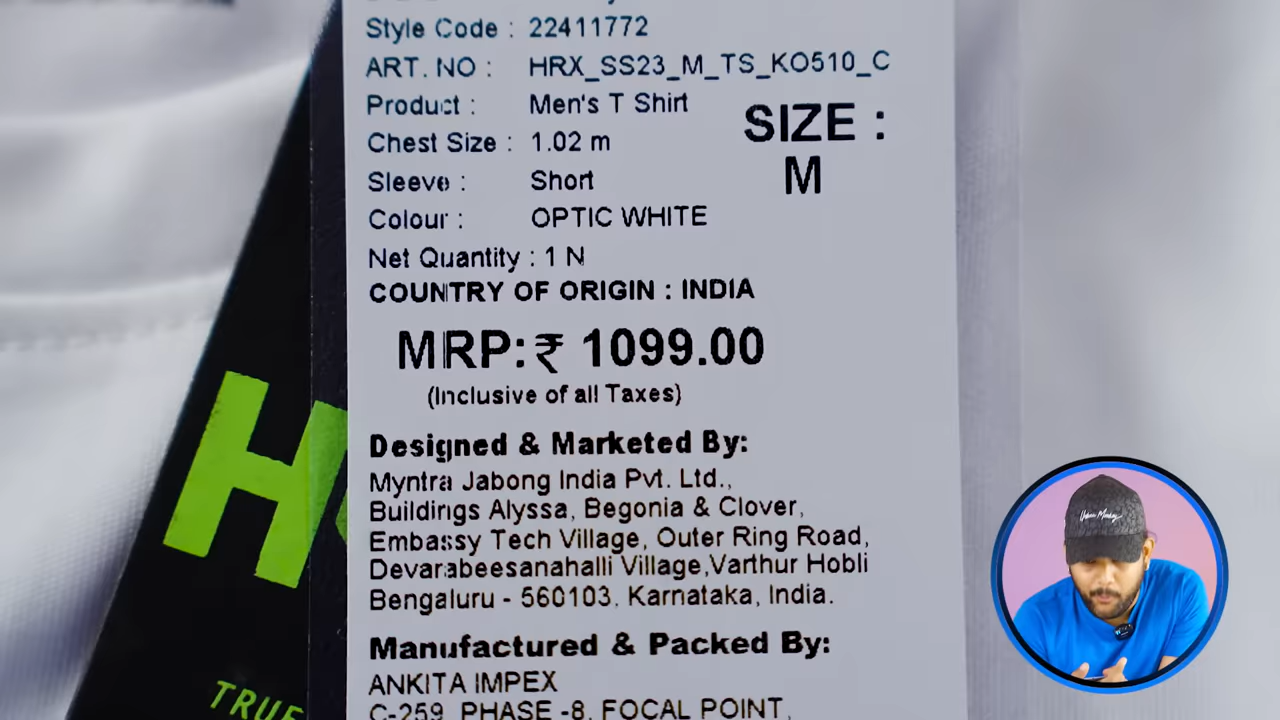 Style Code : 22411772
ART. NO : HRX_SS23_M_TS_KO510_C
Product : Men's T Shirt
Chest Size : 1.02 m
SIZE :
M
Sleeve : Short
Colour : OPTIC WHITE
Net Quantity : 1 N
COUNTRY OF ORIGIN : INDIA
MRP:₹ 1099.00
(Inclusive of all Taxes)
Designed & Marketed By:
Myntra Jabong India Pvt. Ltd.,
Buildings Alyssa, Begonia & Clover,
Embassy Tech Village, Outer Ring Road,
Devarabeesanahalli Village,Varthur Hobli
Bengaluru - 560103, Karnataka, India.
Manufactured & Packed By:
ANKITA IMPEX
C-259, PHASE -8, FOCAL POINT,
H
TRUE
Urban Monkey